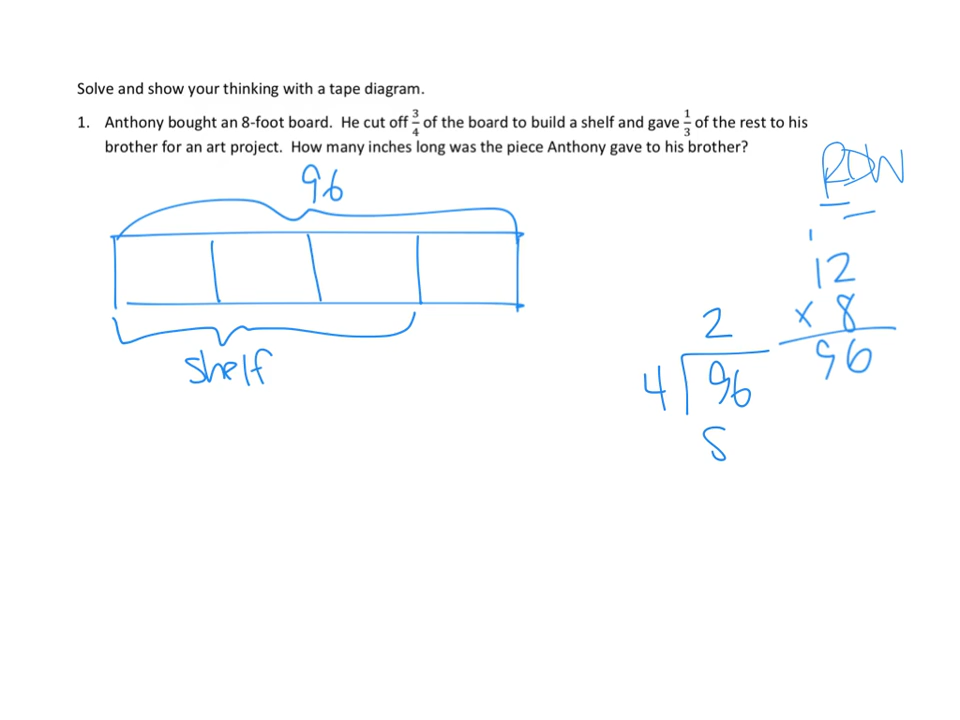 Solve and show your thinking with a tape diagram.
1. Anthony bought an 8-foot board. He cut off 3/4 of the board to build a shelf and gave 1/3 of the rest to his
brother for an art project. How many inches long was the piece Anthony gave to his brother?
RDW
96
shelf
1
12
x 8
96
2
4 96
8